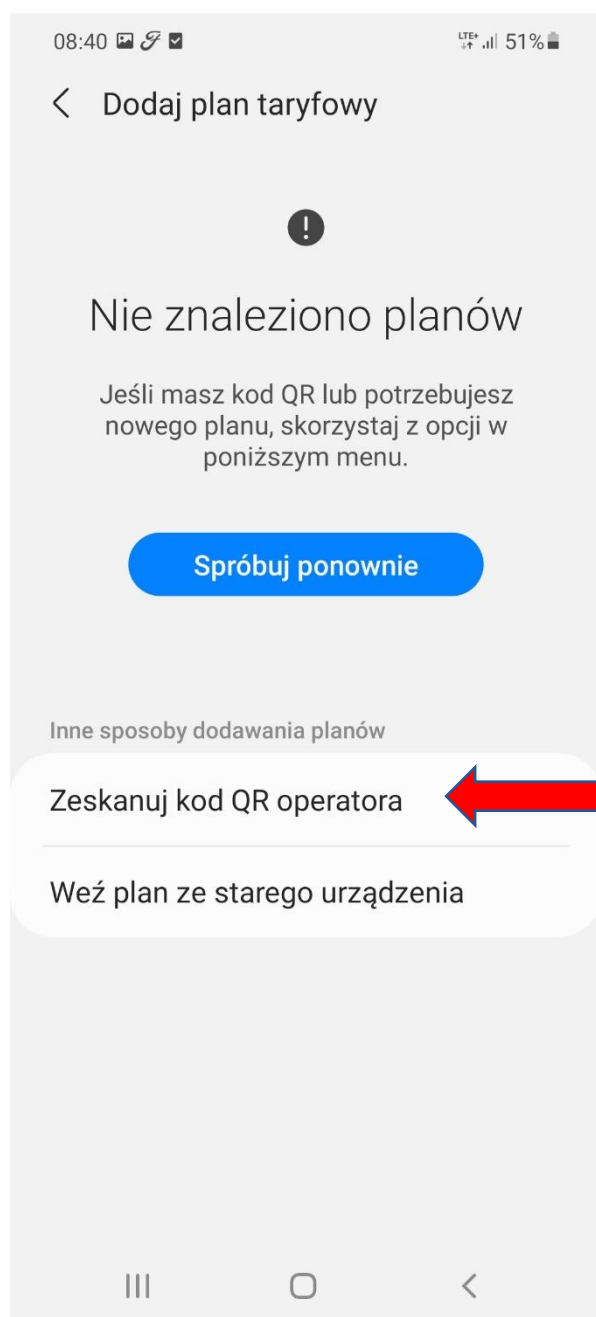 08:40 LTE+ 51%
Dodaj plan taryfowy
Nie znaleziono planów
Jeśli masz kod QR lub potrzebujesz
nowego planu, skorzystaj z opcji w
poniższym menu.
Spróbuj ponownie
Inne sposoby dodawania planów
Zeskanuj kod QR operatora
Weź plan ze starego urządzenia